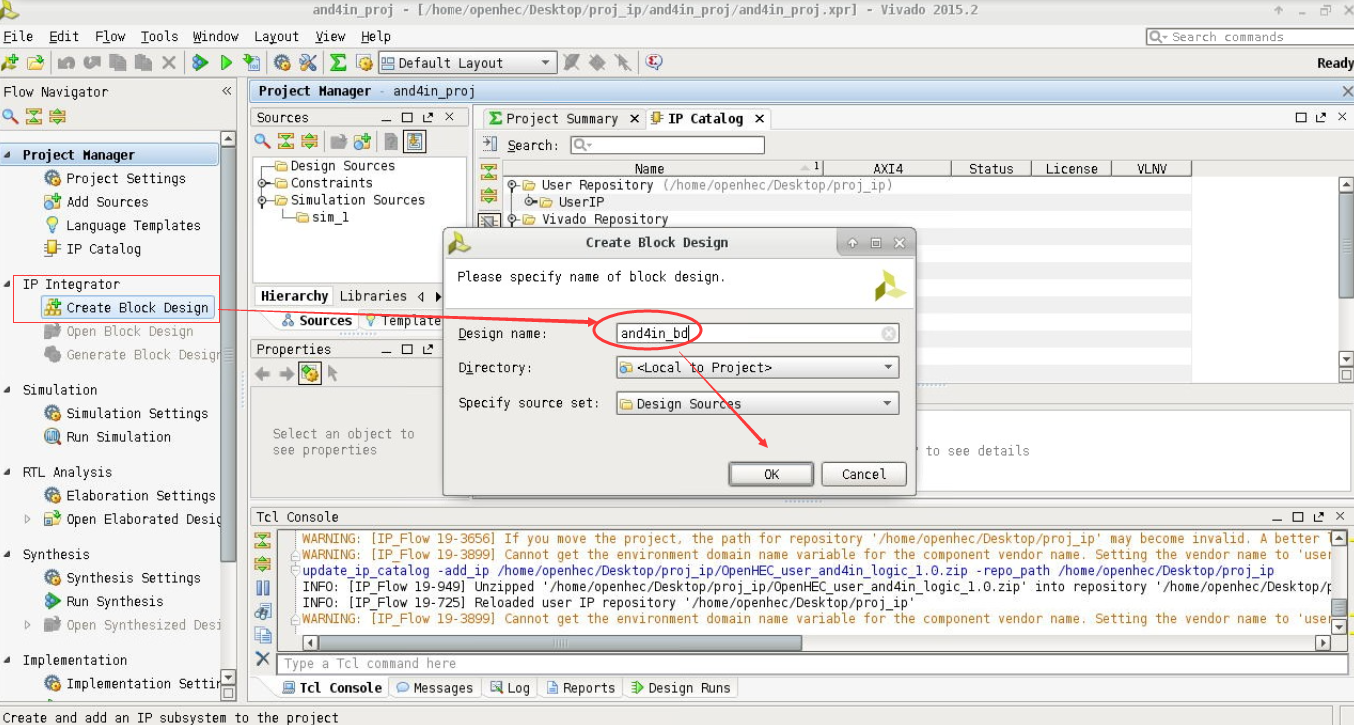 and4in_proj - [/home/openhec/Desktop/proj_ip/and4in_proj/and4in_proj.xpr] - Vivado 2015.2
File Edit Flow Tools Window Layout View Help
Search commands
Default Layout
Ready
Flow Navigator
Project Manager
Project Settings
Add Sources
Language Templates
IP Catalog
IP Integrator
Create Block Design
Open Block Design
Generate Block Design
Simulation
Simulation Settings
Run Simulation
RTL Analysis
Elaboration Settings
Open Elaborated Desig
Synthesis
Synthesis Settings
Run Synthesis
Open Synthesized Desi
Implementation
Implementation Settin
Project Manager - and4in_proj
Sources
Design Sources
Constraints
Simulation Sources
sim_1
Hierarchy Libraries
Sources Template
Properties
Select an object to
see properties
Project Summary IP Catalog
Search:
Name 1 AXI4 Status License VLNV
User Repository (/home/openhec/Desktop/proj_ip)
UserIP
Vivado Repository
to see details
Create Block Design
Please specify name of block design.
Design name: and4in_bd
Directory: <Local to Project>
Specify source set: Design Sources
OK Cancel
Tcl Console
WARNING: [IP_Flow 19-3656] If you move the project, the path for repository '/home/openhec/Desktop/proj_ip' may become invalid. A better l
WARNING: [IP_Flow 19-3899] Cannot get the environment domain name variable for the component vendor name. Setting the vendor name to 'user
update_ip_catalog -add_ip /home/openhec/Desktop/proj_ip/OpenHEC_user_and4in_logic_1.0.zip -repo_path /home/openhec/Desktop/proj_ip
INFO: [IP_Flow 19-949] Unzipped '/home/openhec/Desktop/proj_ip/OpenHEC_user_and4in_logic_1.0.zip' into repository '/home/openhec/Desktop/p
INFO: [IP_Flow 19-725] Reloaded user IP repository '/home/openhec/Desktop/proj_ip'
WARNING: [IP_Flow 19-3899] Cannot get the environment domain name variable for the component vendor name. Setting the vendor name to 'user
Type a Tcl command here
Tcl Console Messages Log Reports Design Runs
Create and add an IP subsystem to the project